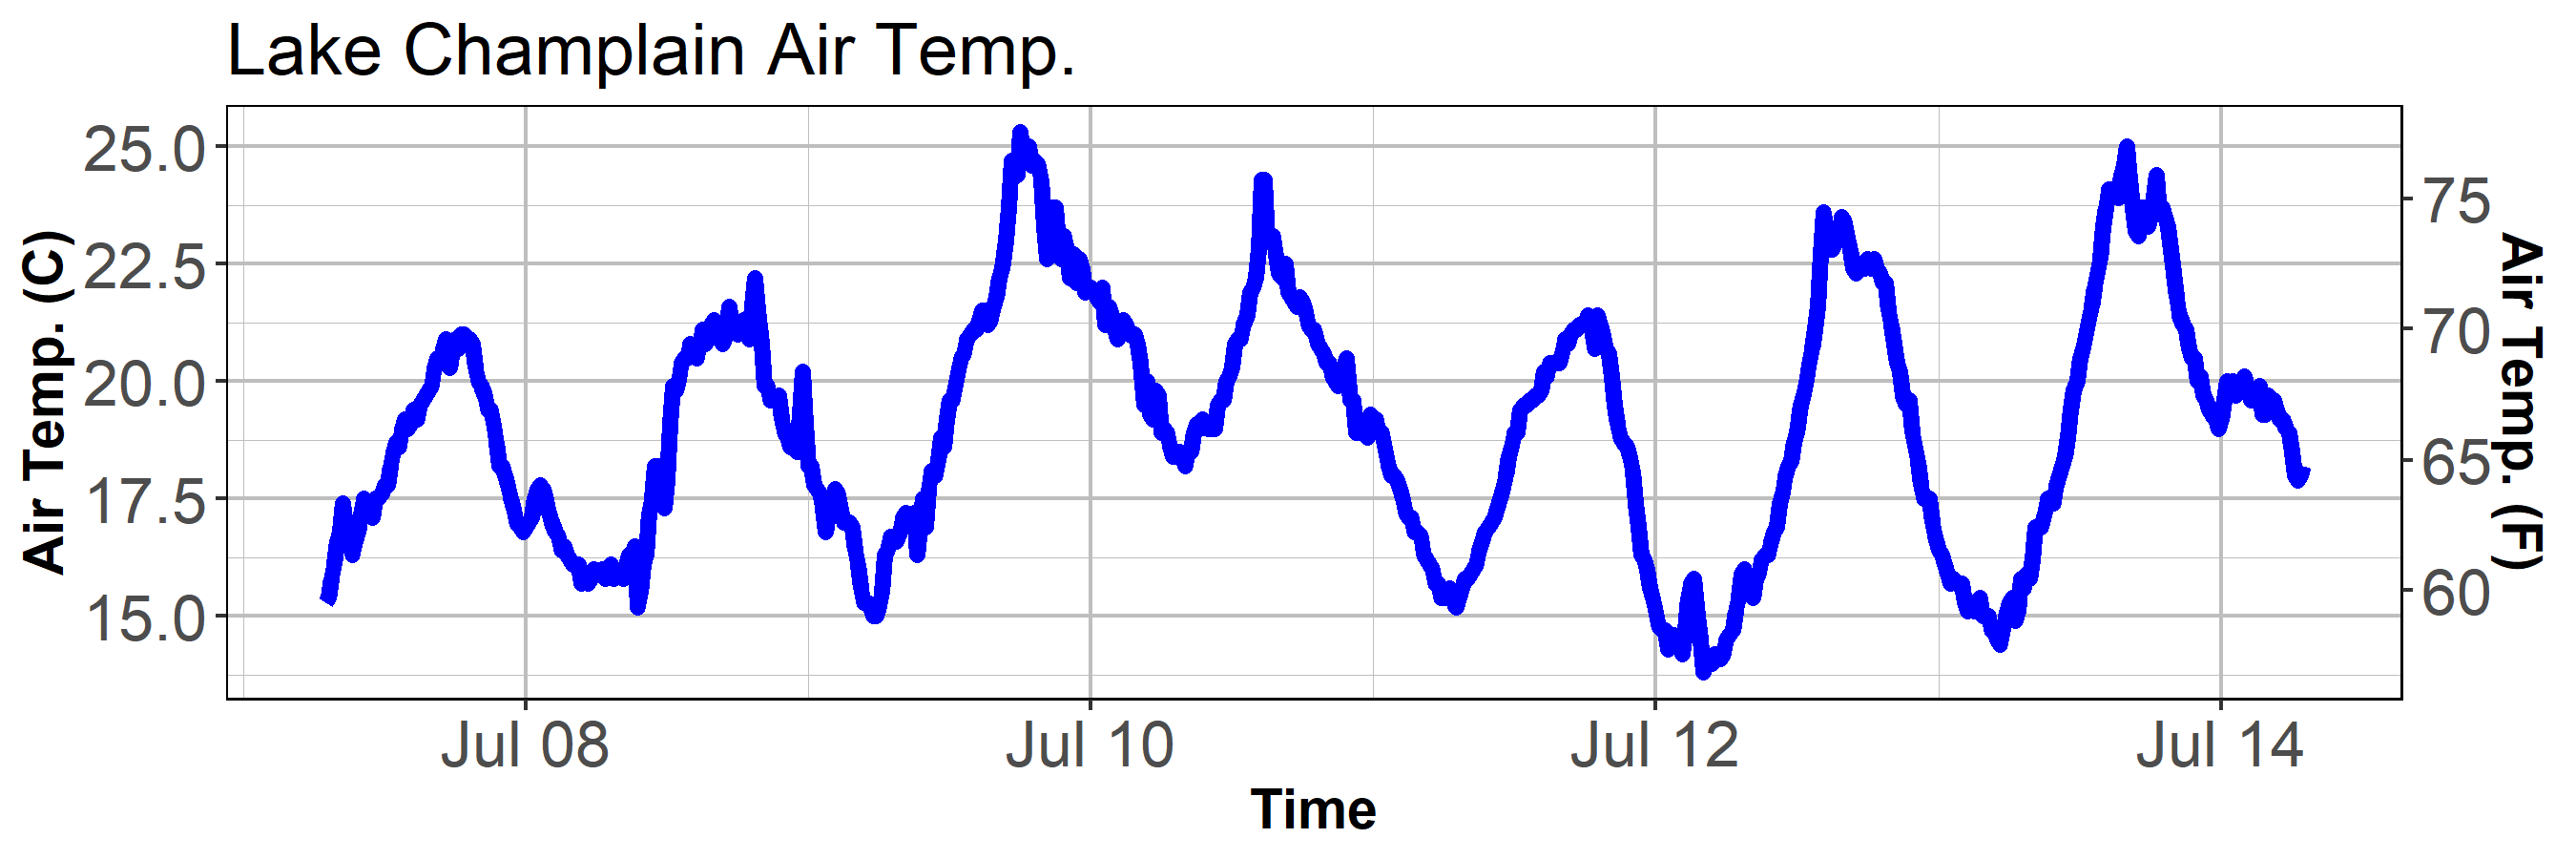 Lake Champlain Air Temp.
Air Temp. (C)
25.0
22.5
20.0
17.5
15.0
75
70
65
60
Air Temp. (F)
Jul 08
Jul 10
Jul 12
Jul 14
Time